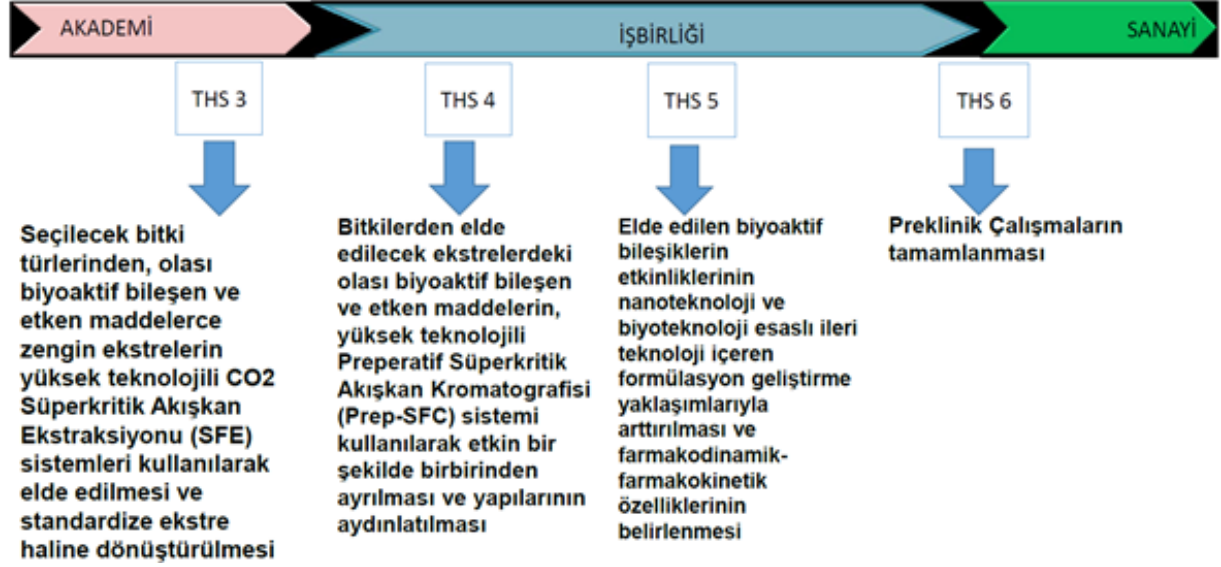 AKADEMİ
İŞBİRLİĞİ
SANAYİ
THS 3
THS 4
THS 5
THS 6
Seçilecek bitki
türlerinden, olası
biyoaktif bileşen ve
etken maddelerce
zengin ekstrelerin
yüksek teknolojili CO2
Süperkritik Akışkan
Ekstraksiyonu (SFE)
sistemleri kullanılarak
elde edilmesi ve
standardize ekstre
haline dönüştürülmesi
Bitkilerden elde
edilecek ekstrelerdeki
olası biyoaktif bileşen
ve etken maddelerin,
yüksek teknolojili
Preperatif Süperkritik
Akışkan Kromatografisi
(Prep-SFC) sistemi
kullanılarak etkin bir
şekilde birbirinden
ayrılması ve yapılarının
aydınlatılması
Elde edilen biyoaktif
bileşiklerin
etkinliklerinin
nanoteknoloji ve
biyoteknoloji esaslı ileri
teknoloji içeren
formülasyon geliştirme
yaklaşımlarıyla
arttırılması ve
farmakodinamik-
farmakokinetik
özelliklerinin
belirlenmesi
Preklinik Çalışmaların
tamamlanması